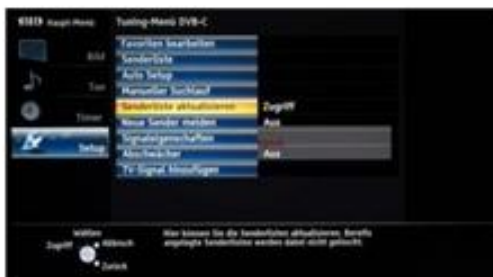 Haupt-Menü
Tuning-Menü DVB-C
Favoriten bearbeiten
Senderliste
Auto Setup
Manueller Suchlauf
Senderliste aktualisieren Zugriff
Neue Sender melden Aus
Signaleigenschaften
Abschwächer Aus
TV-Signal hinzufügen
Bild
Ton
Timer
Setup
Wählen
Zugriff
Abbruch
Zurück
Hier können Sie die Senderlisten aktualisieren. Bereits
angelegte Senderlisten werden dabei nicht gelöscht.